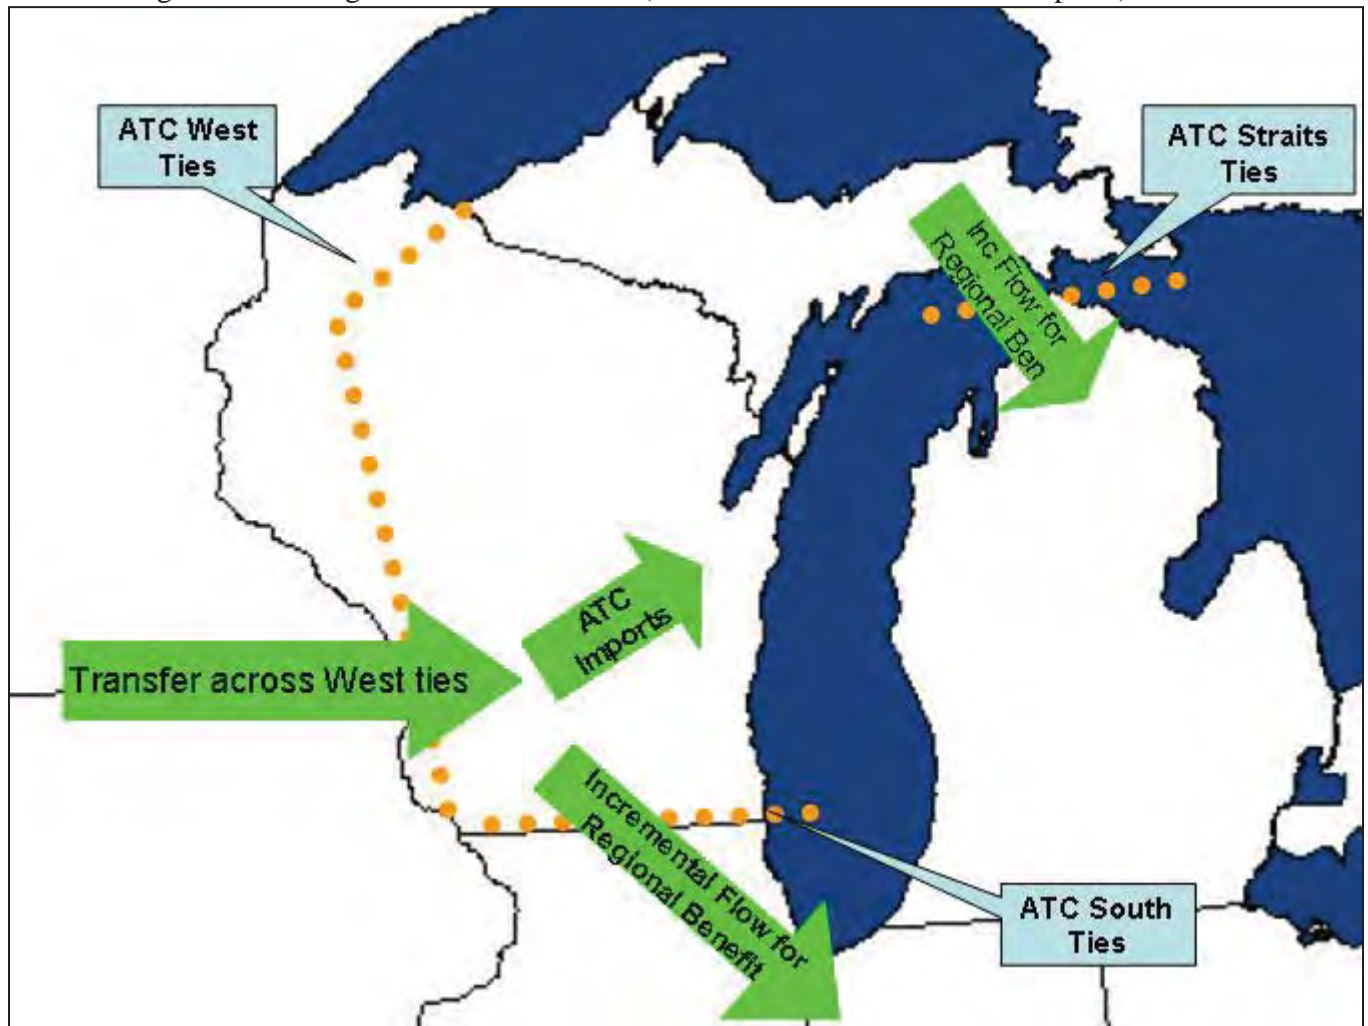 ATC West
Ties
ATC Straits
Ties
Inc Flow for
Regional Ben
ATC
Imports
Transfer across West ties
Incremental Flow for
Regional Benefit
ATC South
Ties